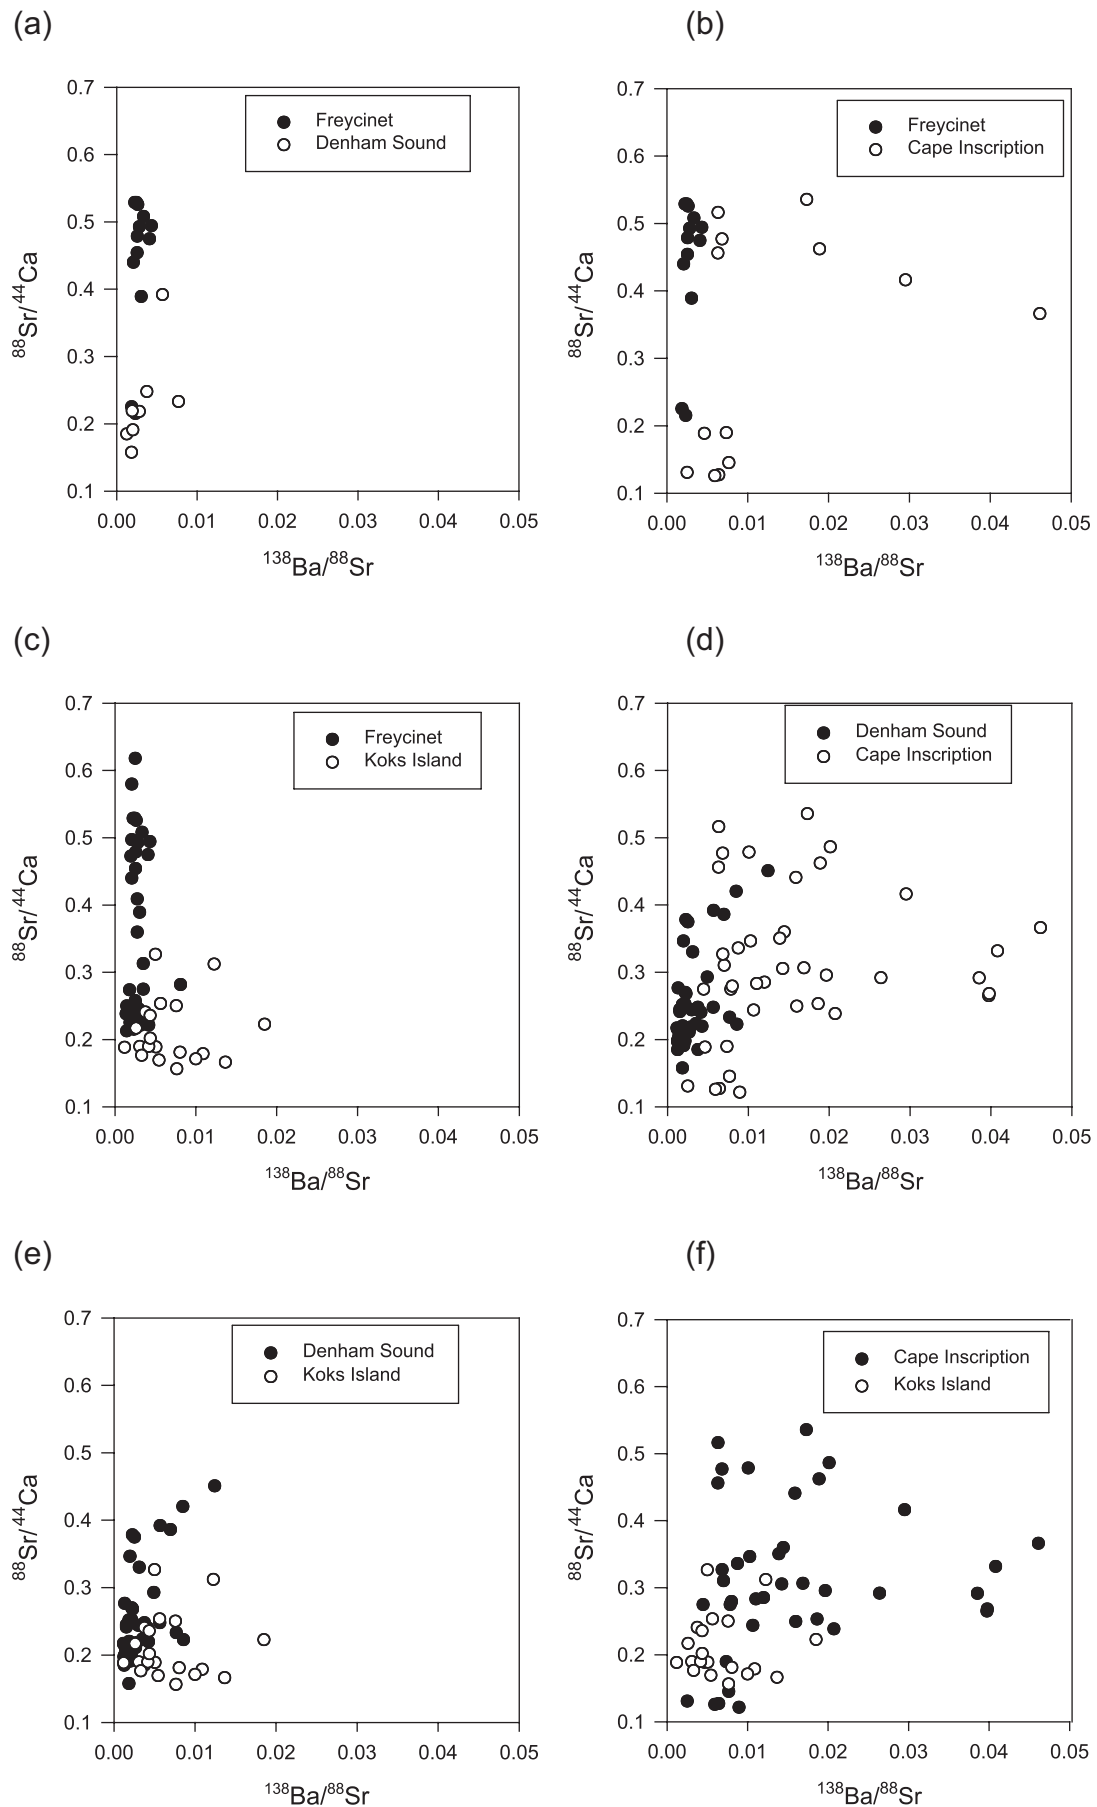 (a)
0.7
0.6
0.5
0.4
0.3
0.2
0.1
0.00 0.01 0.02 0.03 0.04 0.05
Freycinet
Denham Sound
⁸⁸Sr/⁴⁴Ca
¹³⁸Ba/⁸⁸Sr
(b)
0.7
0.6
0.5
0.4
0.3
0.2
0.1
0.00 0.01 0.02 0.03 0.04 0.05
Freycinet
Cape Inscription
⁸⁸Sr/⁴⁴Ca
¹³⁸Ba/⁸⁸Sr
(c)
0.7
0.6
0.5
0.4
0.3
0.2
0.1
0.00 0.01 0.02 0.03 0.04 0.05
Freycinet
Koks Island
⁸⁸Sr/⁴⁴Ca
¹³⁸Ba/⁸⁸Sr
(d)
0.7
0.6
0.5
0.4
0.3
0.2
0.1
0.00 0.01 0.02 0.03 0.04 0.05
Denham Sound
Cape Inscription
⁸⁸Sr/⁴⁴Ca
¹³⁸Ba/⁸⁸Sr
(e)
0.7
0.6
0.5
0.4
0.3
0.2
0.1
0.00 0.01 0.02 0.03 0.04 0.05
Denham Sound
Koks Island
⁸⁸Sr/⁴⁴Ca
¹³⁸Ba/⁸⁸Sr
(f)
0.7
0.6
0.5
0.4
0.3
0.2
0.1
0.00 0.01 0.02 0.03 0.04 0.05
Cape Inscription
Koks Island
⁸⁸Sr/⁴⁴Ca
¹³⁸Ba/⁸⁸Sr